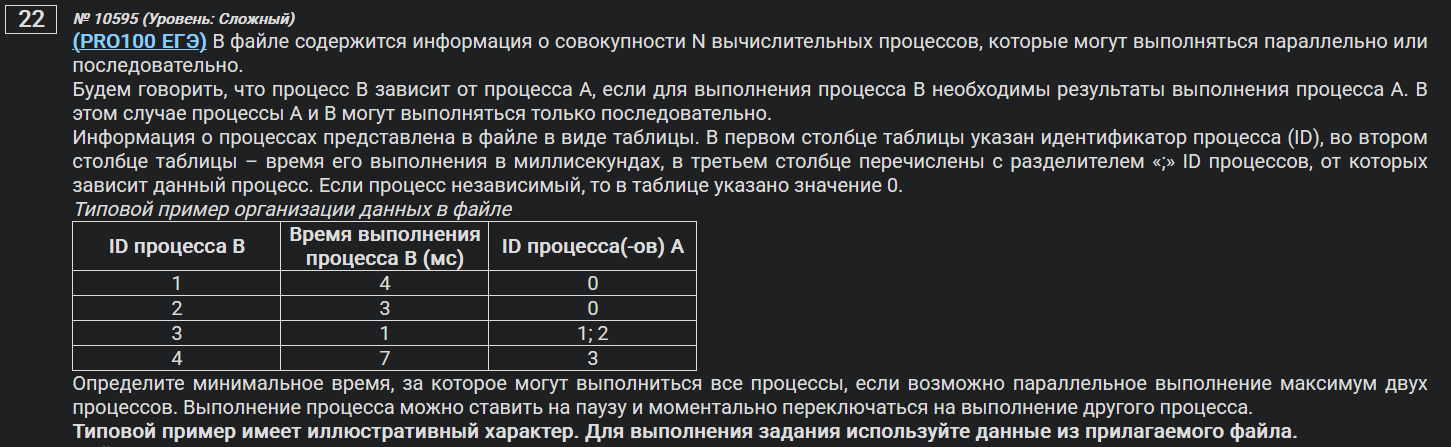 22
№ 10595 (Уровень: Сложный)
(PRO100 ЕГЭ) В файле содержится информация о совокупности N вычислительных процессов, которые могут выполняться параллельно или
последовательно.
Будем говорить, что процесс B зависит от процесса A, если для выполнения процесса B необходимы результаты выполнения процесса A. В
этом случае процессы A и B могут выполняться только последовательно.
Информация о процессах представлена в файле в виде таблицы. В первом столбце таблицы указан идентификатор процесса (ID), во втором
столбце таблицы – время его выполнения в миллисекундах, в третьем столбце перечислены с разделителем «;» ID процессов, от которых
зависит данный процесс. Если процесс независимый, то в таблице указано значение 0.
Типовой пример организации данных в файле
ID процесса B Время выполнения процесса B (мс) ID процесса(-ов) A
1 4 0
2 3 0
3 1 1; 2
4 7 3
Определите минимальное время, за которое могут выполниться все процессы, если возможно параллельное выполнение максимум двух
процессов. Выполнение процесса можно ставить на паузу и моментально переключаться на выполнение другого процесса.
Типовой пример имеет иллюстративный характер. Для выполнения задания используйте данные из прилагаемого файла.